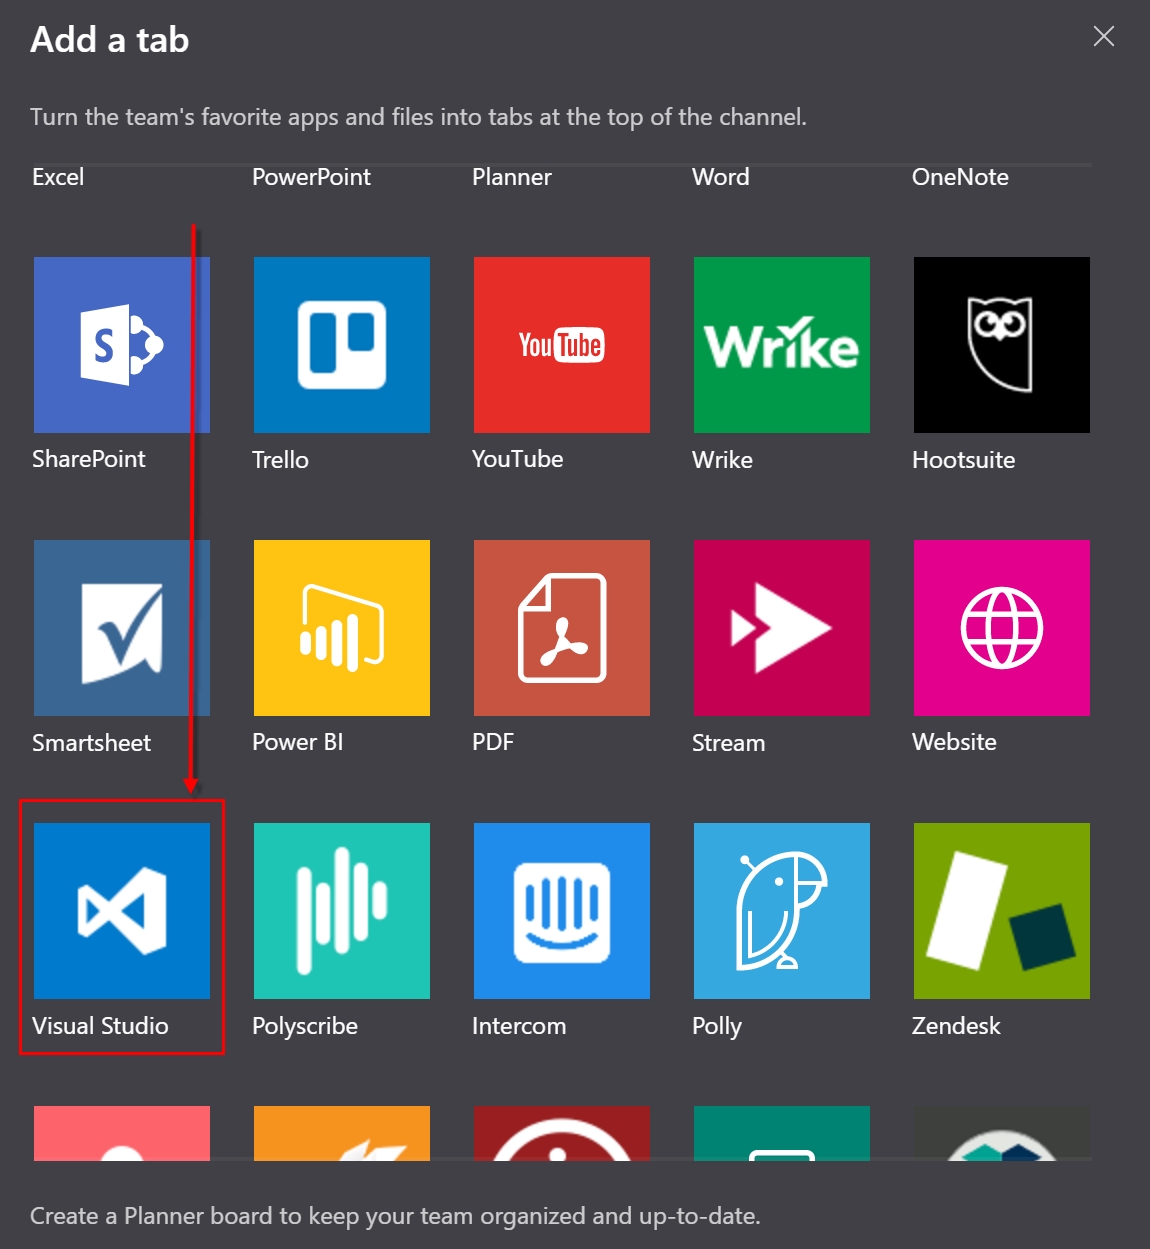 Add a tab
Turn the team's favorite apps and files into tabs at the top of the channel.
Excel PowerPoint Planner Word OneNote
S YouTube Wrike
SharePoint Trello YouTube Wrike Hootsuite
Smartsheet Power BI PDF Stream Website
Visual Studio Polyscribe Intercom Polly Zendesk
Create a Planner board to keep your team organized and up-to-date.